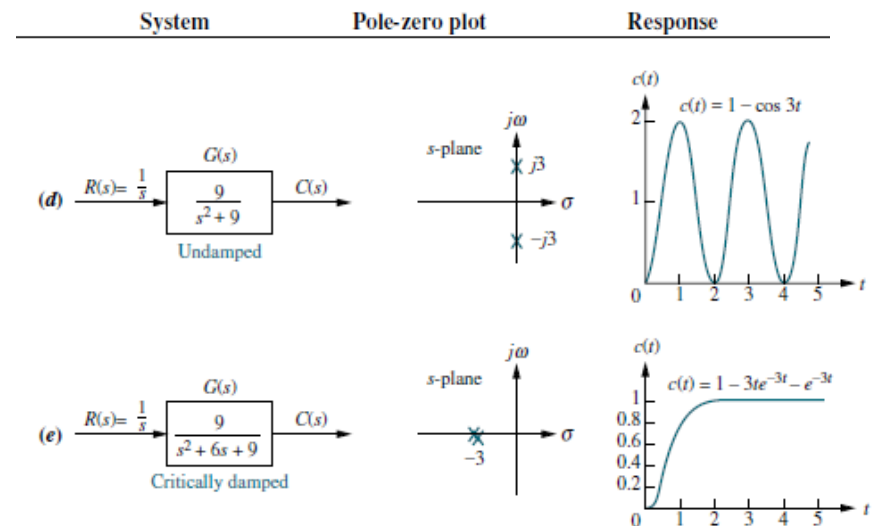 System Pole-zero plot Response
c(t)
c(t) = 1 − cos 3t
2
1
0 1 2 3 4 5 t
jω
s-plane
j3
σ
−j3
G(s)
(d) R(s)= 1/s 9/(s² + 9) C(s)
Undamped
c(t)
c(t) = 1 − 3te⁻³ᵗ − e⁻³ᵗ
1
0.8
0.6
0.4
0.2
0 1 2 3 4 5 t
jω
s-plane
σ
−3
G(s)
(e) R(s)= 1/s 9/(s² + 6s + 9) C(s)
Critically damped